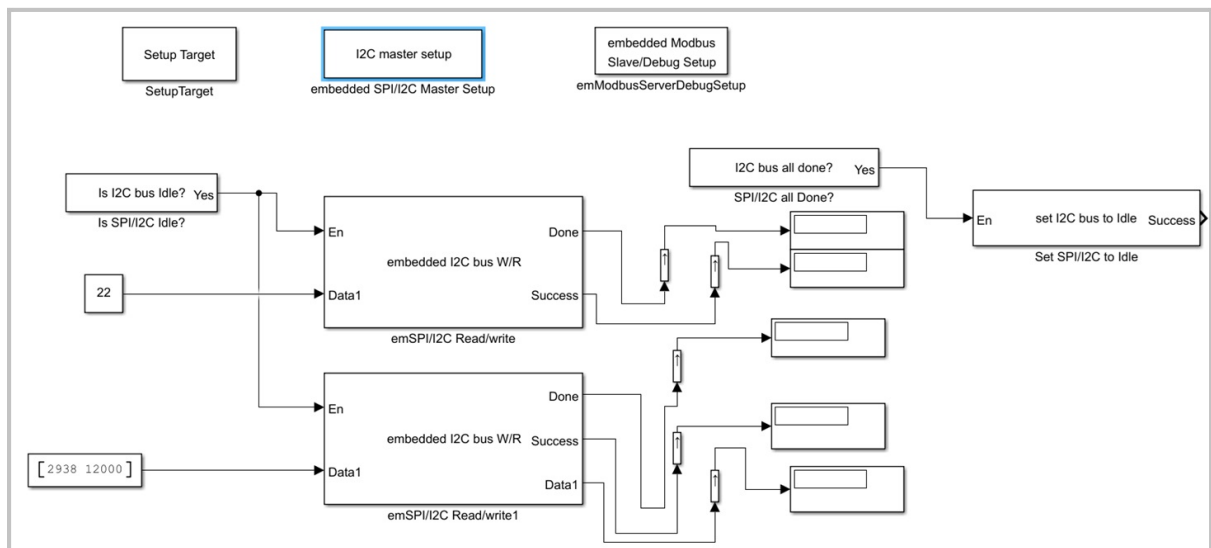 Setup Target
SetupTarget
I2C master setup
embedded SPI/I2C Master Setup
embedded Modbus
Slave/Debug Setup
emModbusServerDebugSetup
Is I2C bus Idle? Yes
Is SPI/I2C Idle?
I2C bus all done? Yes
SPI/I2C all Done?
En set I2C bus to Idle Success
Set SPI/I2C to Idle
22
En
Data1
embedded I2C bus W/R
Done
Success
emSPI/I2C Read/write
[2938 12000]
En
Data1
embedded I2C bus W/R
Done
Success
Data1
emSPI/I2C Read/write1